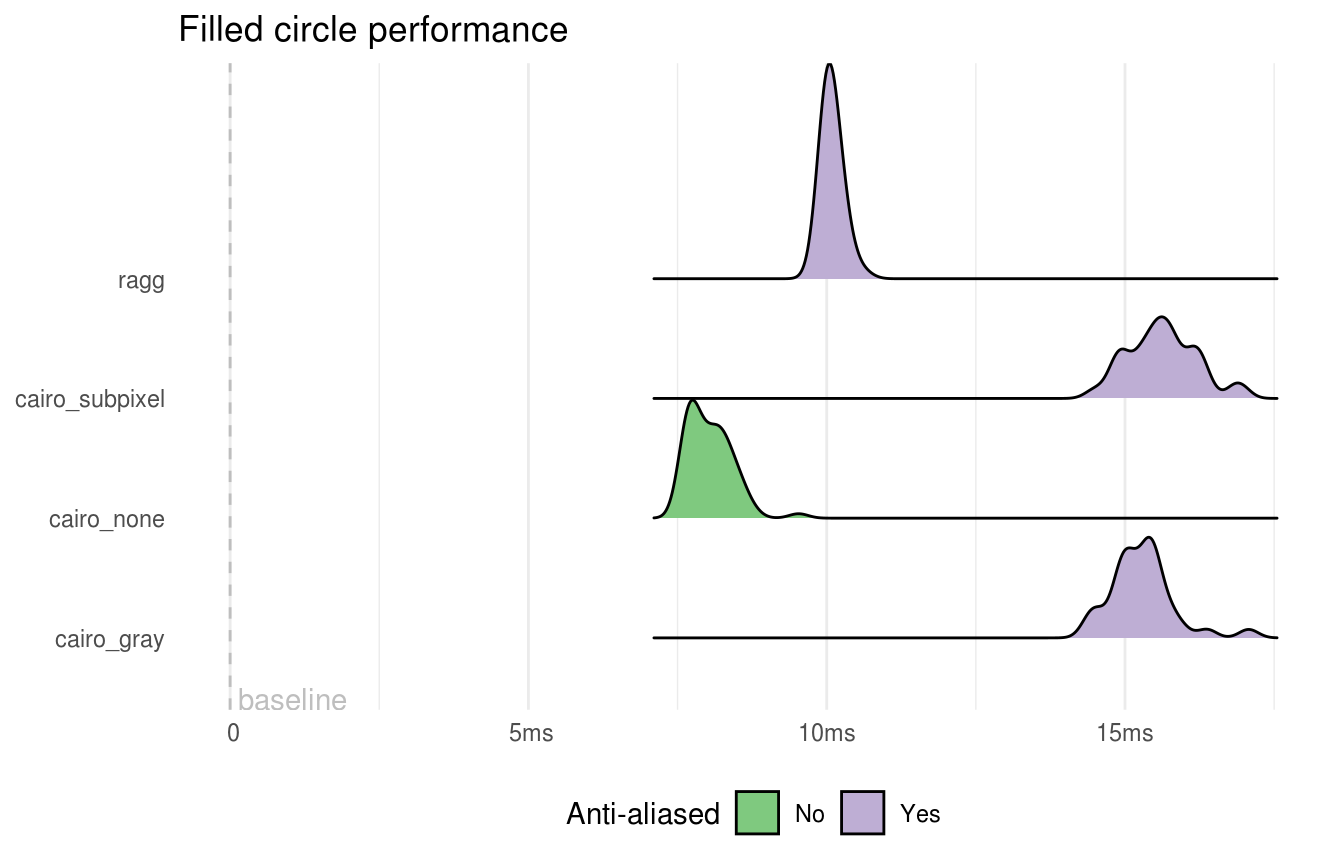 Filled circle performance
ragg
cairo_subpixel
cairo_none
cairo_gray
baseline
0 5ms 10ms 15ms
Anti-aliased No Yes